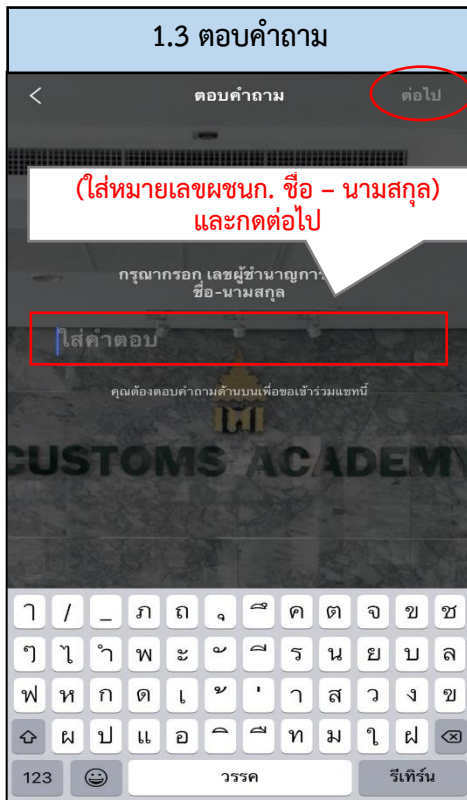 1.3 ตอบคำถาม
ตอบคำถาม
ต่อไป
(ใส่หมายเลขผชนก. ชื่อ – นามสกุล)
และกดต่อไป
กรุณากรอก เลขผู้ชำนาญกา
ชื่อ-นามสกุล
ใส่คำตอบ
คุณต้องตอบคำถามด้านบนเพื่อขอเข้าร่วมแชทนี้
CUSTOMS ACADEMY
ๅ / _ ภ ถ ุ ึ ค ต จ ข ช
ๆ ไ ำ พ ะ ั ี ร น ย บ ล
ฟ ห ก ด เ ้ ่ า ส ว ง ฃ
ผ ป แ อ ิ ื ท ม ใ ฝ
123 วรรค รีเทิร์น